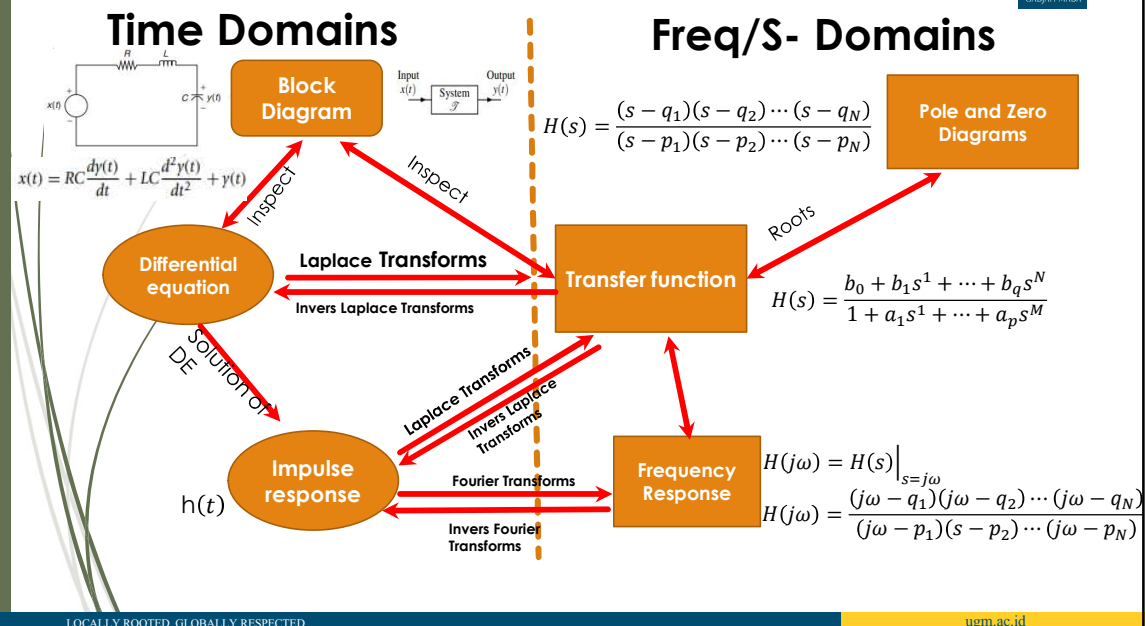 Time Domains
Freq/S- Domains
R
L
x(t)
+
−
C
+
y(t)
−
Block
Diagram
Input
x(t)
System
𝒯
Output
y(t)
H(s) = (s − q₁)(s − q₂) ⋯ (s − q_N) / (s − p₁)(s − p₂) ⋯ (s − p_N)
Pole and Zero
Diagrams
x(t) = RC dy(t)/dt + LC d²y(t)/dt² + y(t)
Inspect
Inspect
Roots
Differential
equation
Laplace Transforms
Invers Laplace Transforms
Transfer function
H(s) = b₀ + b₁s¹ + ⋯ + b_q s^N / 1 + a₁s¹ + ⋯ + a_p s^M
Solution of
DE
Laplace Transforms
Invers Laplace
Transforms
Impulse
response
h(t)
Fourier Transforms
Invers Fourier
Transforms
Frequency
Response
H(jω) = H(s)|s=jω
H(jω) = (jω − q₁)(jω − q₂) ⋯ (jω − q_N) / (jω − p₁)(s − p₂) ⋯ (jω − p_N)
LOCALLY ROOTED, GLOBALLY RESPECTED
ugm.ac.id